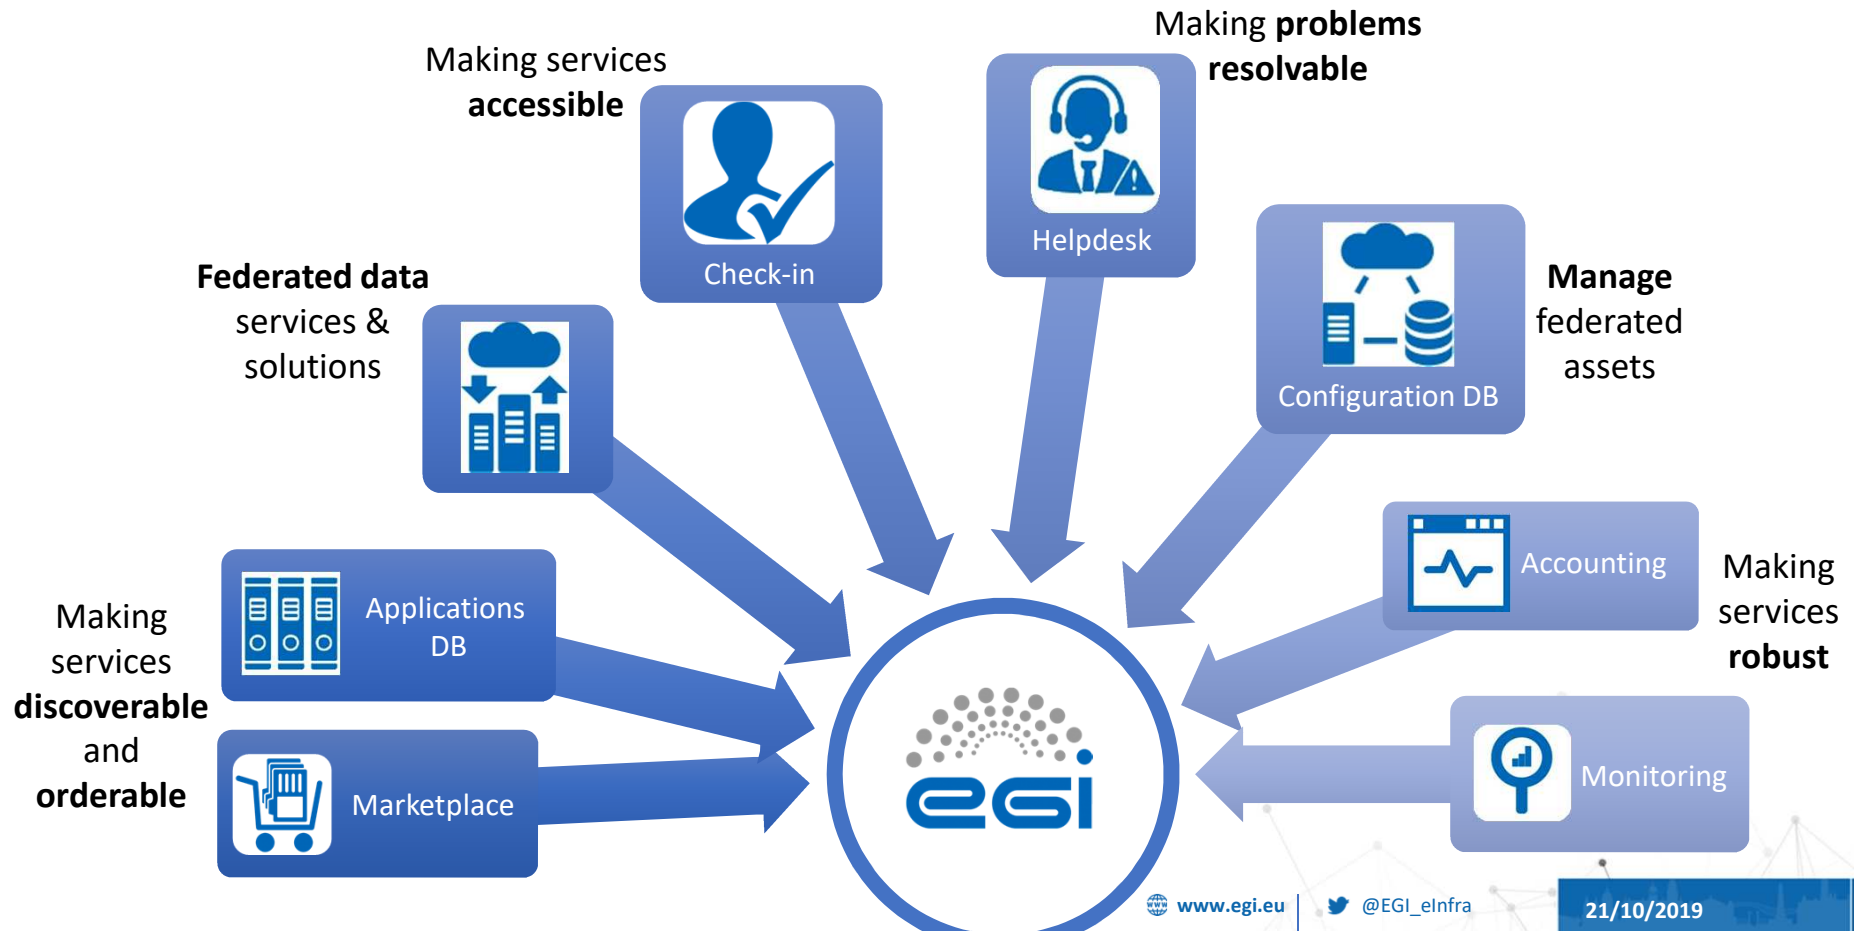 Making problems
resolvable
Making services
accessible
Helpdesk
Check-in
Federated data
services &
solutions
Manage
federated
assets
Configuration DB
Accounting
Making
services
robust
Applications
DB
Making
services
discoverable
and
orderable
Marketplace
Monitoring
egi
www.egi.eu
@EGI_eInfra
21/10/2019